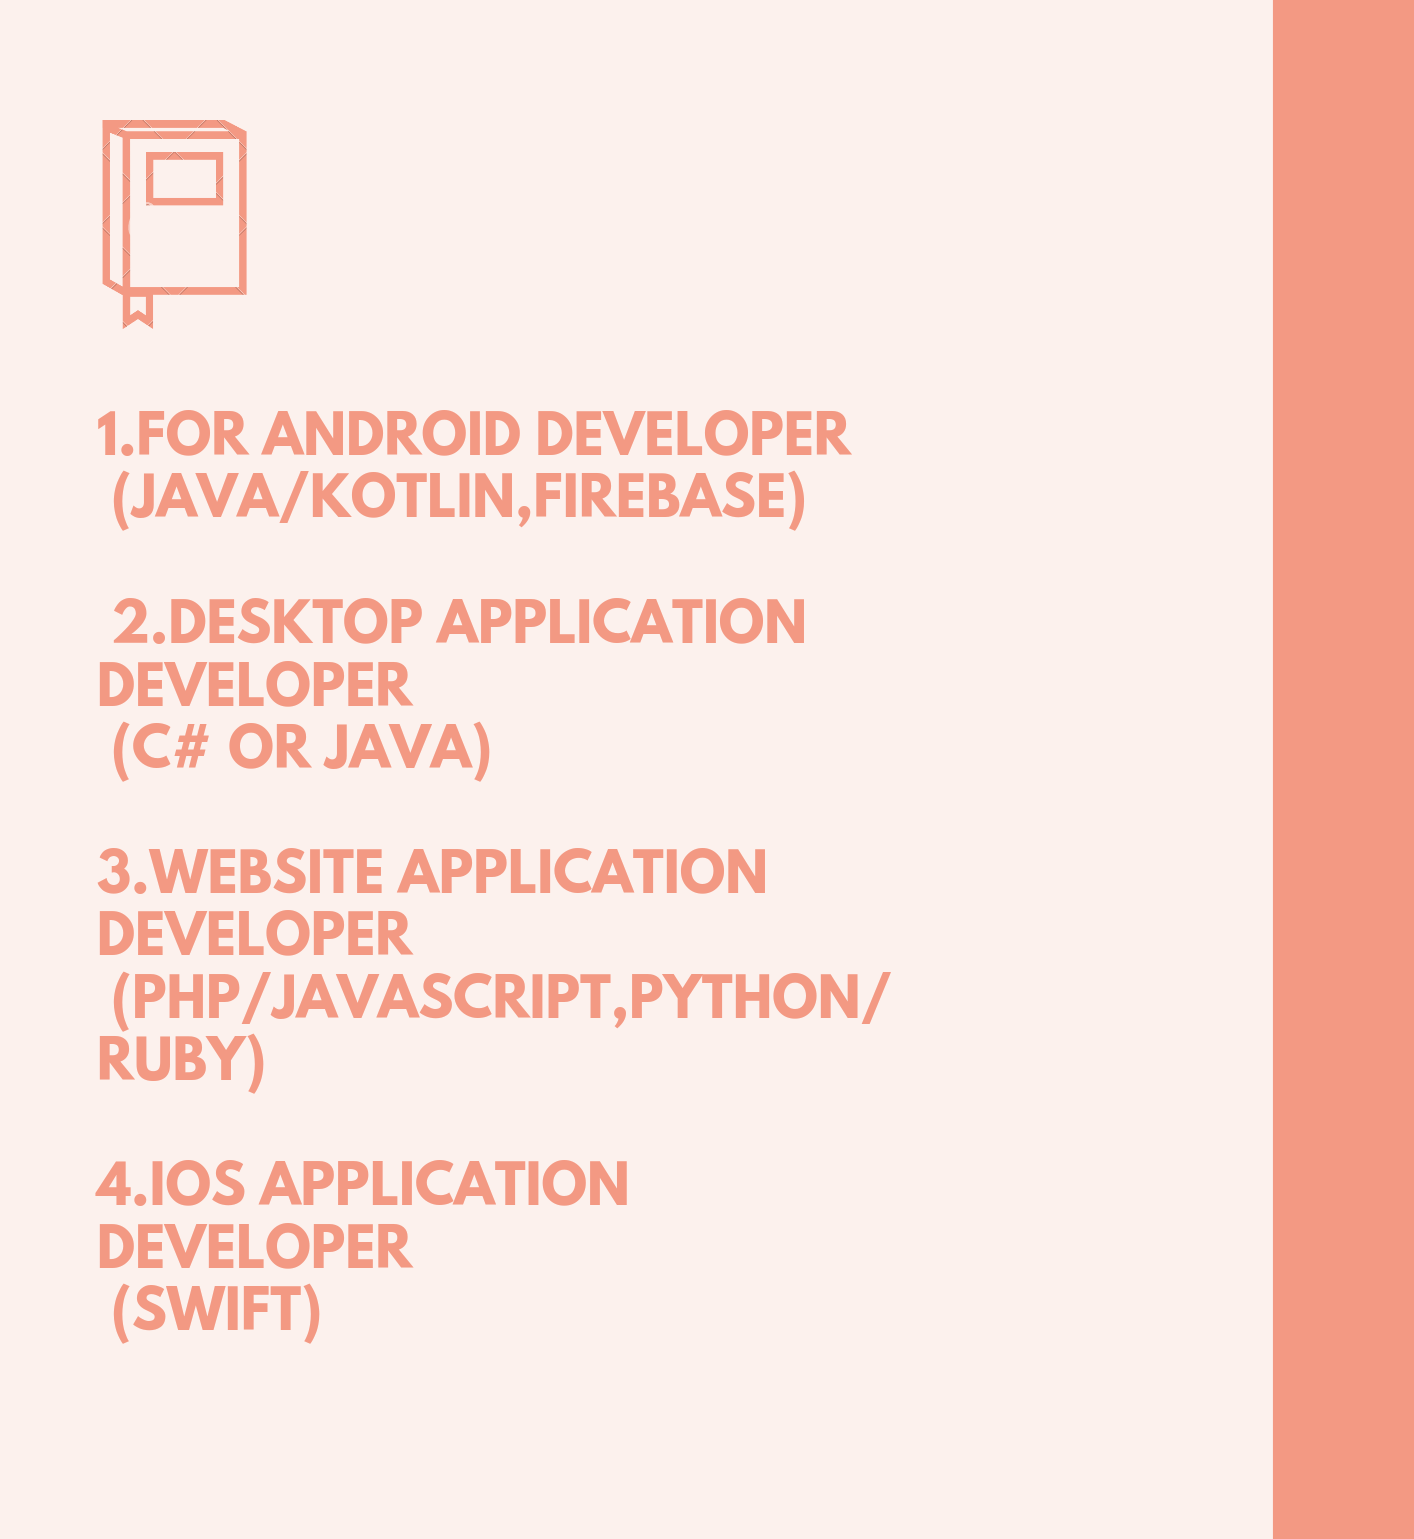 1.FOR ANDROID DEVELOPER
(JAVA/KOTLIN,FIREBASE)
2.DESKTOP APPLICATION
DEVELOPER
(C# OR JAVA)
3.WEBSITE APPLICATION
DEVELOPER
(PHP/JAVASCRIPT,PYTHON/
RUBY)
4.IOS APPLICATION
DEVELOPER
(SWIFT)